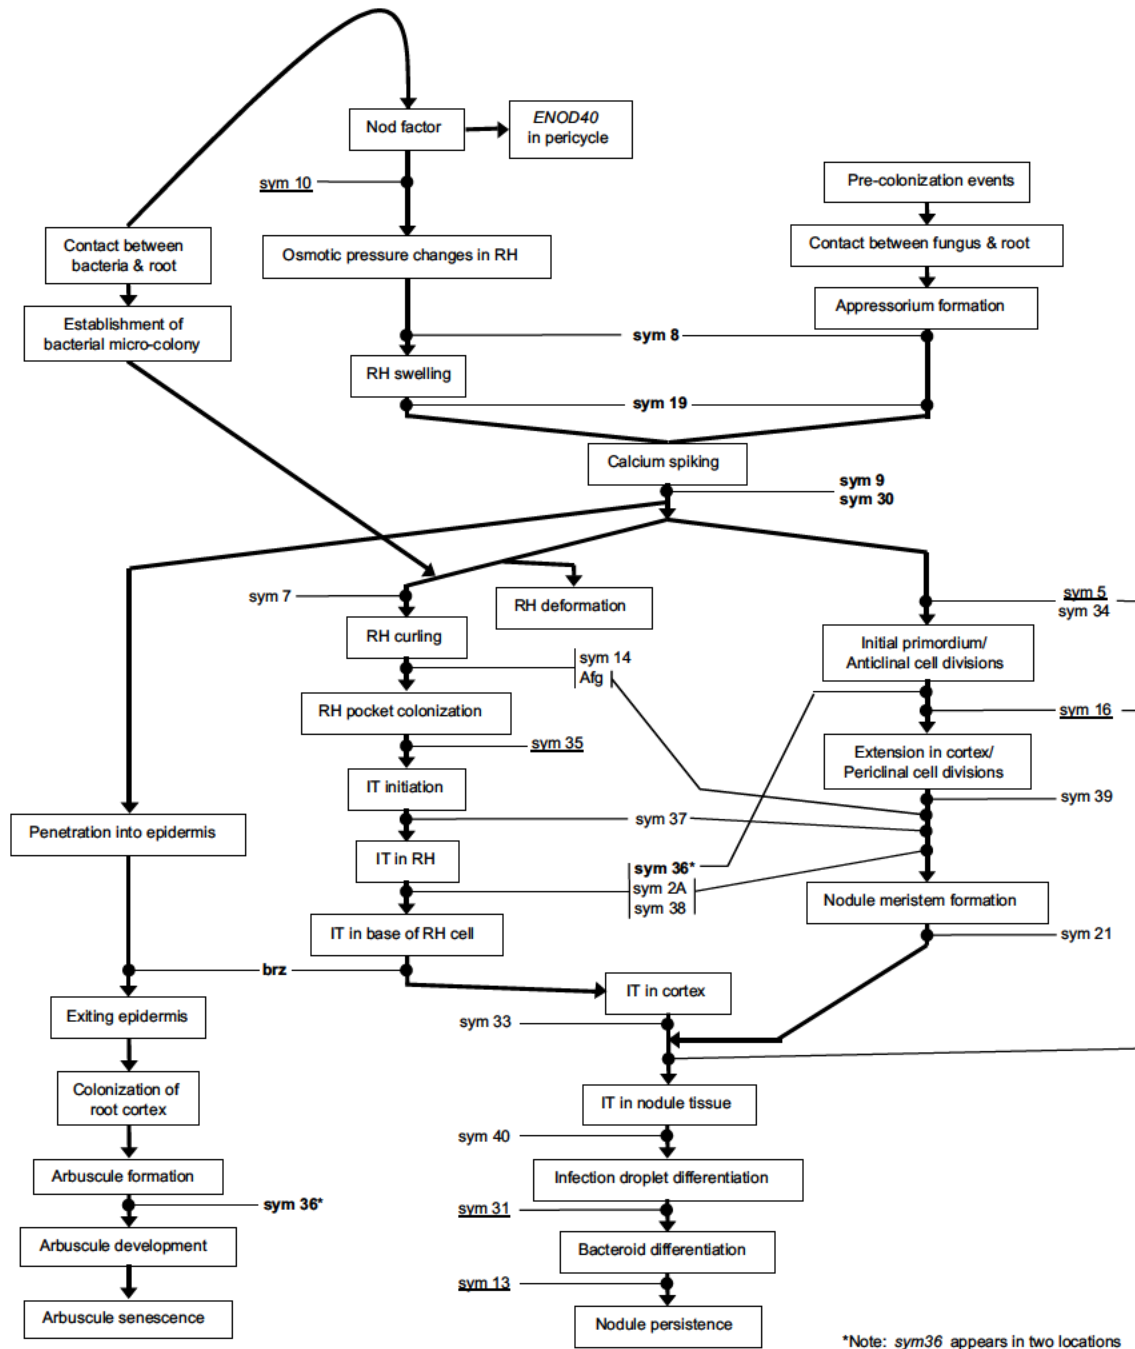 ENOD40
in pericycle
Nod factor
sym 10
Pre-colonization events
Contact between
bacteria & root
Osmotic pressure changes in RH
Contact between fungus & root
Establishment of
bacterial micro-colony
Appressorium formation
sym 8
RH swelling
sym 19
Calcium spiking
sym 9
sym 30
sym 7
RH deformation
sym 5
sym 34
RH curling
Initial primordium/
Anticlinal cell divisions
sym 14
Afg
RH pocket colonization
sym 16
sym 35
Extension in cortex/
Periclinal cell divisions
IT initiation
sym 39
Penetration into epidermis
sym 37
IT in RH
sym 36*
sym 2A
sym 38
Nodule meristem formation
IT in base of RH cell
sym 21
brz
IT in cortex
Exiting epidermis
sym 33
Colonization of
root cortex
IT in nodule tissue
sym 40
Arbuscule formation
Infection droplet differentiation
sym 36*
sym 31
Arbuscule development
Bacteroid differentiation
sym 13
Arbuscule senescence
Nodule persistence
*Note: sym36 appears in two locations